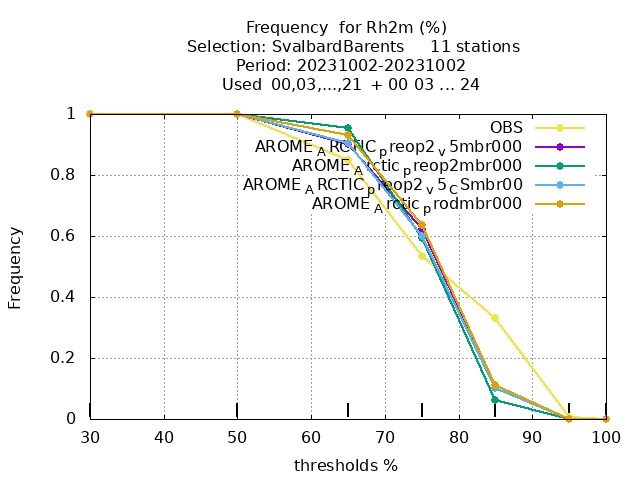 Frequency for Rh2m (%)
Selection: SvalbardBarents 11 stations
Period: 20231002-20231002
Used 00,03,...,21 + 00 03 ... 24
OBS
AROME_ARCTIC_preop2_v5mbr000
AROME_Arctic_preop2mbr000
AROME_ARCTIC_preop2_v5_CSmbr00
AROME_Arctic_prodmbr000
1
0.8
0.6
0.4
0.2
0
Frequency
30 40 50 60 70 80 90 100
thresholds %